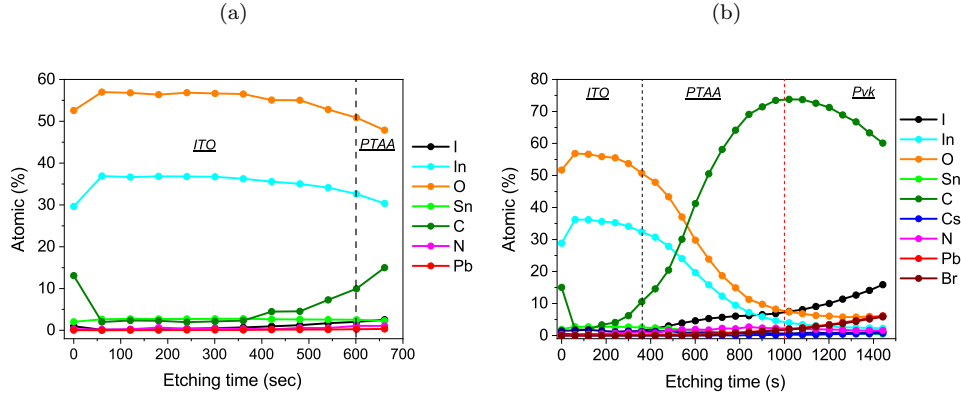 (a)
(b)
60
50
40
30
20
10
0
Atomic (%)
0
100
200
300
400
500
600
700
Etching time (sec)
ITO
PTAA
I
In
O
Sn
C
N
Pb
80
70
60
50
40
30
20
10
0
Atomic (%)
0
200
400
600
800
1000
1200
1400
Etching time (s)
ITO
PTAA
Pvk
I
In
O
Sn
C
Cs
N
Pb
Br